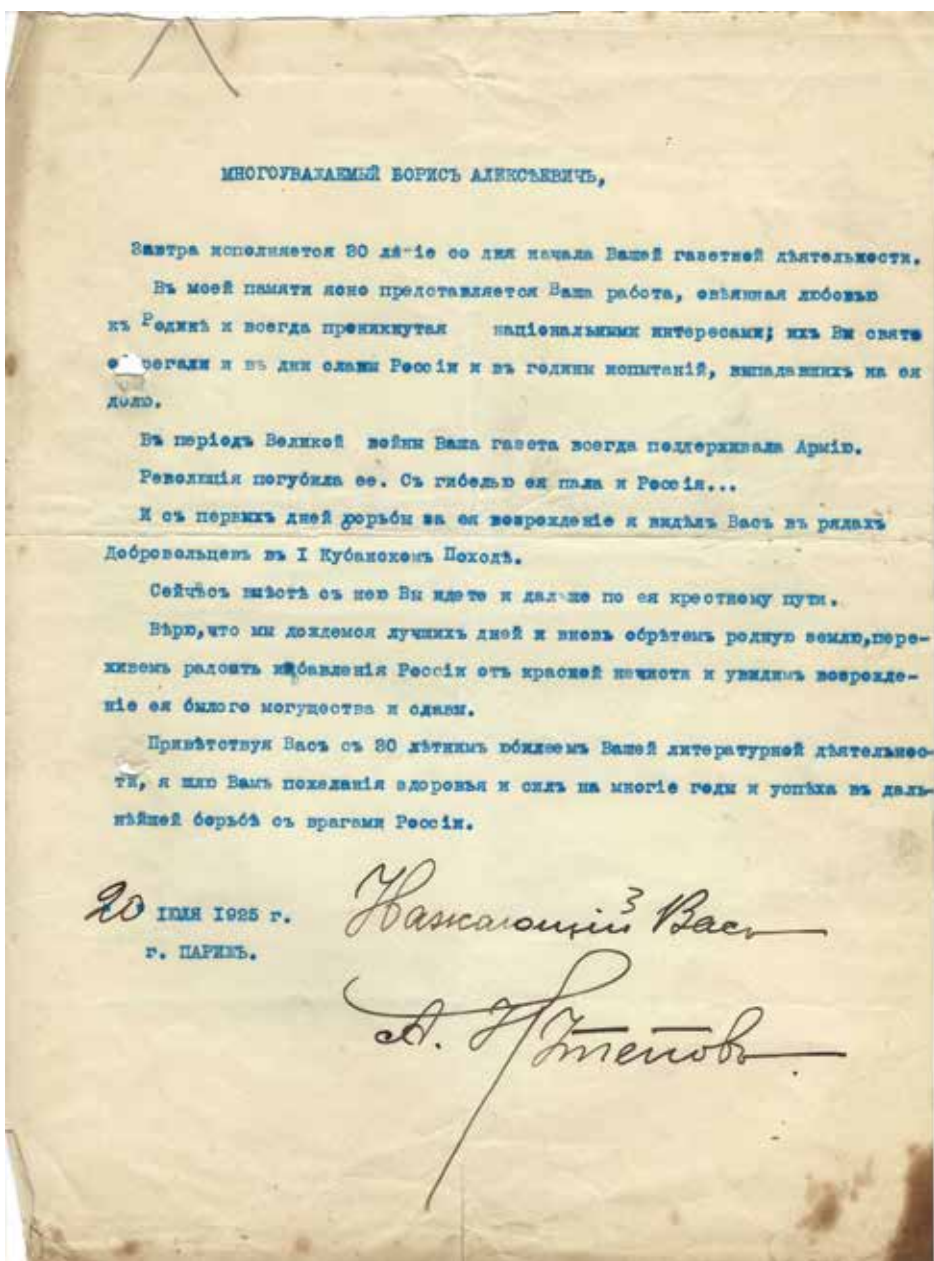 МНОГОУВАЖАЕМЫЙ БОРИСЪ АЛЕКСѢЕВИЧЪ,
Завтра исполняется 30 лѣтіе со дня начала Вашей газетной дѣятельности.
Въ моей памяти ясно представляется Ваша работа, овѣянная любовью
къ Родинѣ и всегда проникнутая національными интересами; ихъ Вы свято
оберегали и въ дни славы Россіи и въ годины испытаній, выпадавшихъ на ея
долю.
Въ періодъ Великой войны Ваша газета всегда поддерживала Армію.
Революція погубила ее. Съ гибелью ея пала и Россія...
И съ первыхъ дней борьбы за ея возрожденіе я видѣлъ Васъ въ рядахъ
Добровольцевъ въ I Кубанскомъ Походѣ.
Сейчасъ вмѣстѣ съ нею Вы идете и дальше по ея крестному пути.
Вѣрю,что мы дождемся лучшихъ дней и вновь обрѣтемъ родную землю,пере-
живемъ радость избавленія Россіи отъ красной нечисти и увидимъ возрожде-
ніе ея былого могущества и славы.
Привѣтствуя Васъ съ 30 лѣтнимъ юбилеемъ Вашей литературной дѣятельнос-
ти, я шлю Вамъ пожеланія здоровья и силъ на многіе годы и успѣха въ даль-
нѣйшей борьбѣ съ врагами Россіи.
20 ІЮЛЯ 1925 г.
г. ПАРИЖЪ.
Уважающій Васъ
А. Кутеповъ